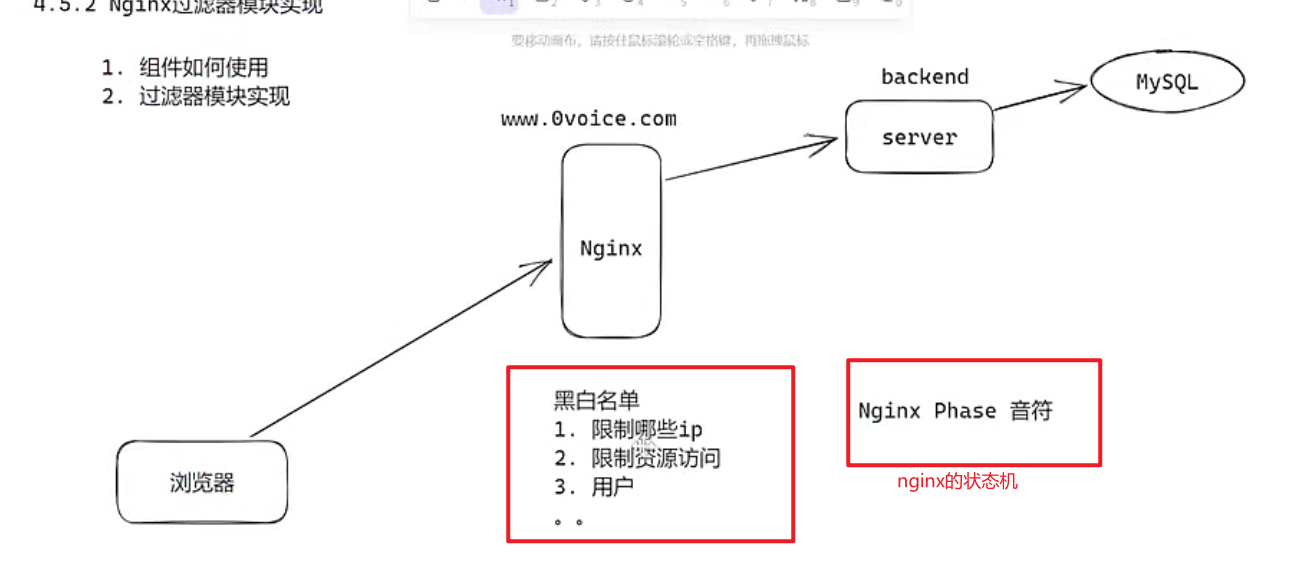 4.5.2 Nginx过滤器模块实现
要移动画布，请按住鼠标滚轮或空格键，再拖拽鼠标
1. 组件如何使用
2. 过滤器模块实现
backend
MySQL
www.0voice.com
server
Nginx
黑白名单
1. 限制哪些ip
2. 限制资源访问
3. 用户
。。
Nginx Phase 音符
nginx的状态机
浏览器